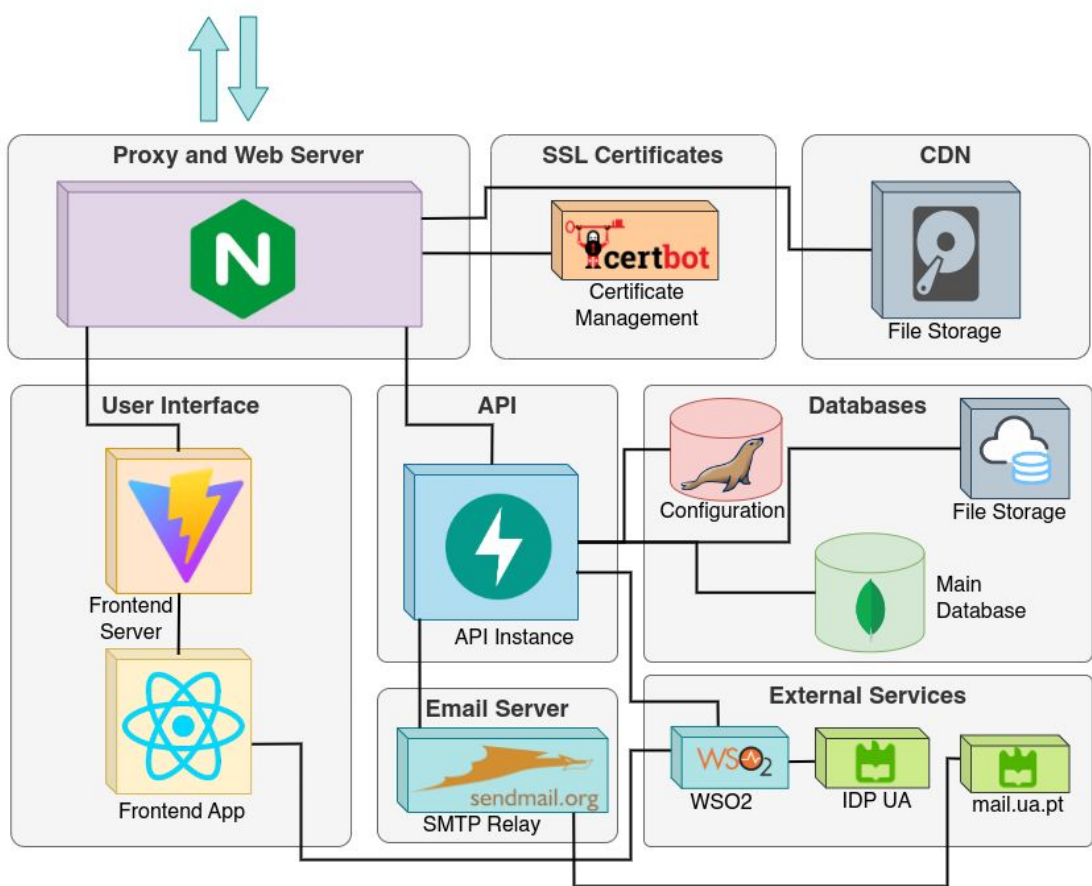 Proxy and Web Server
SSL Certificates
CDN
N
certbot
Certificate
Management
File Storage
User Interface
API
Databases
Configuration
File Storage
Frontend
Server
API Instance
Main
Database
Email Server
External Services
WSO2
sendmail.org
WSO2
IDP UA
mail.ua.pt
SMTP Relay
Frontend App